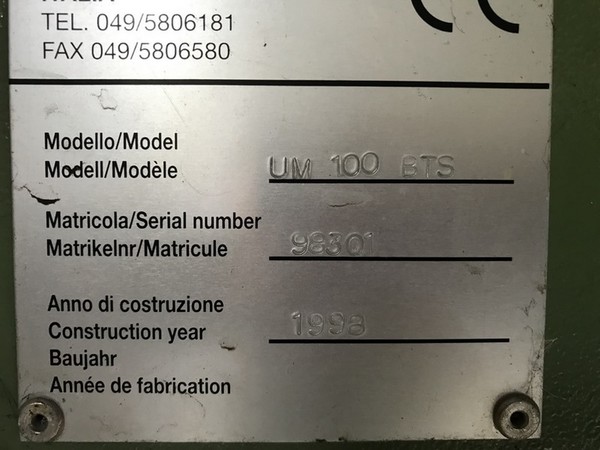 TEL. 049/5806181
FAX 049/5806580
Modello/Model
Modell/Modèle UM 100 BTS
Matricola/Serial number
Matrikelnr/Matricule 98301
Anno di costruzione
Construction year 1998
Baujahr
Année de fabrication